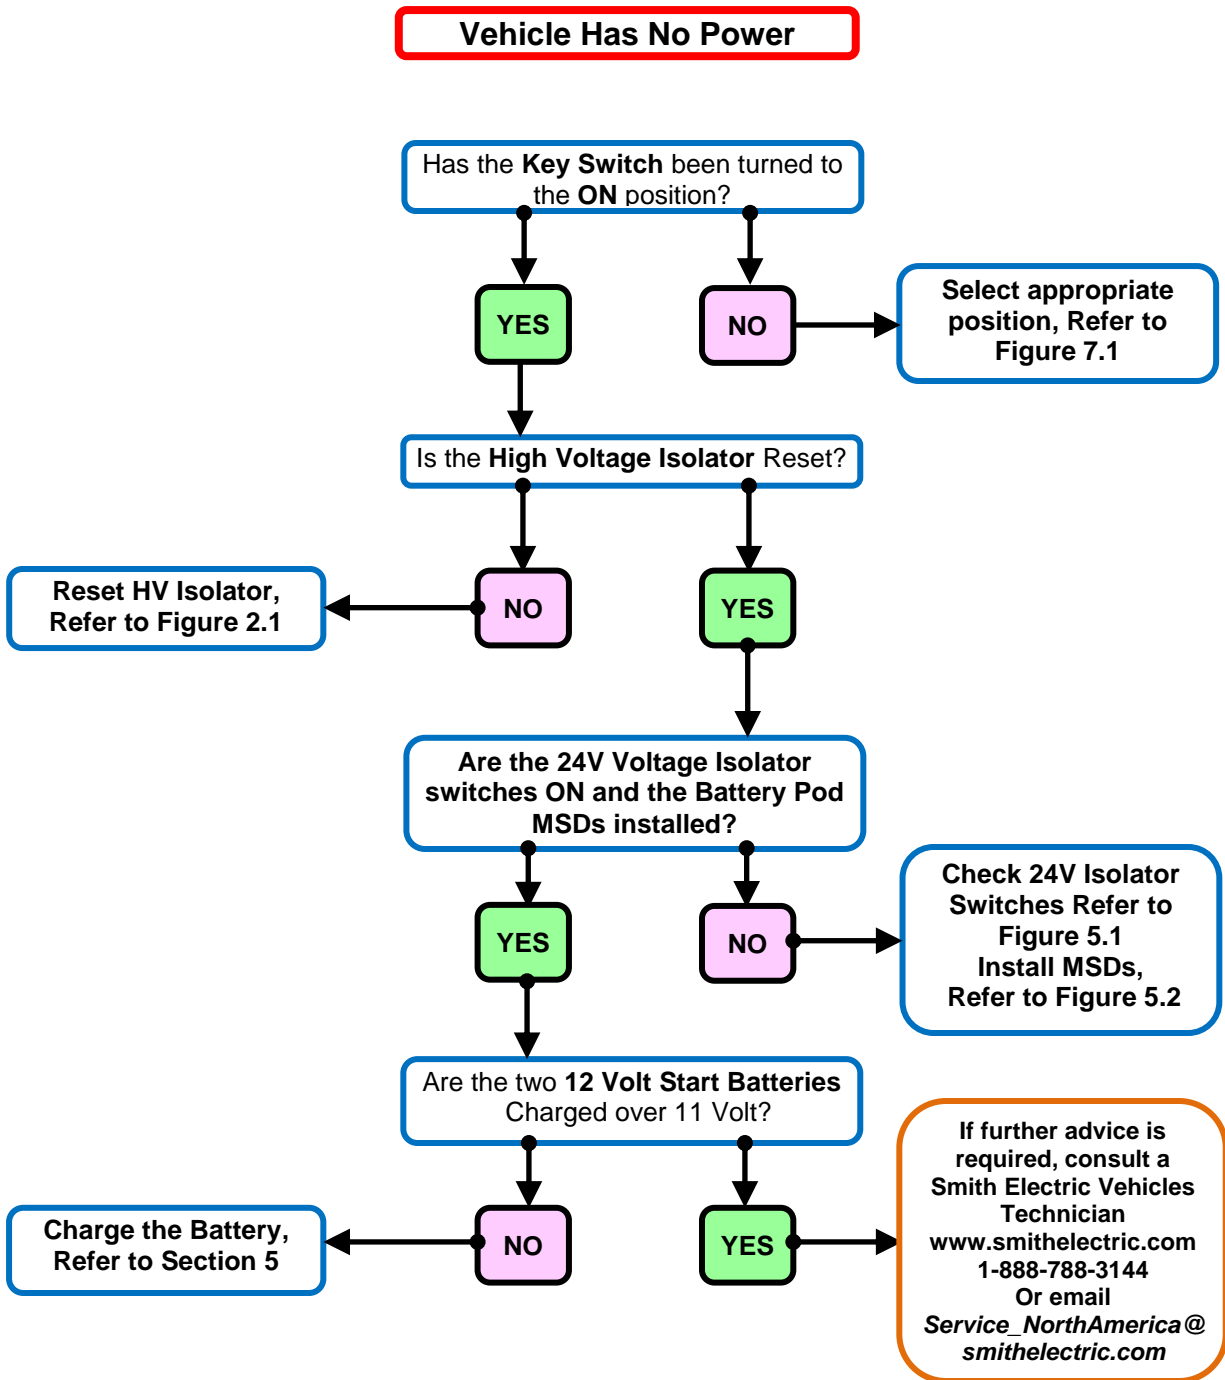 Vehicle Has No Power
Has the Key Switch been turned to
the ON position?
YES
NO
Select appropriate
position, Refer to
Figure 7.1
Is the High Voltage Isolator Reset?
Reset HV Isolator,
Refer to Figure 2.1
NO
YES
Are the 24V Voltage Isolator
switches ON and the Battery Pod
MSDs installed?
YES
NO
Check 24V Isolator
Switches Refer to
Figure 5.1
Install MSDs,
Refer to Figure 5.2
Are the two 12 Volt Start Batteries
Charged over 11 Volt?
Charge the Battery,
Refer to Section 5
NO
YES
If further advice is
required, consult a
Smith Electric Vehicles
Technician
www.smithelectric.com
1-888-788-3144
Or email
Service_NorthAmerica@
smithelectric.com